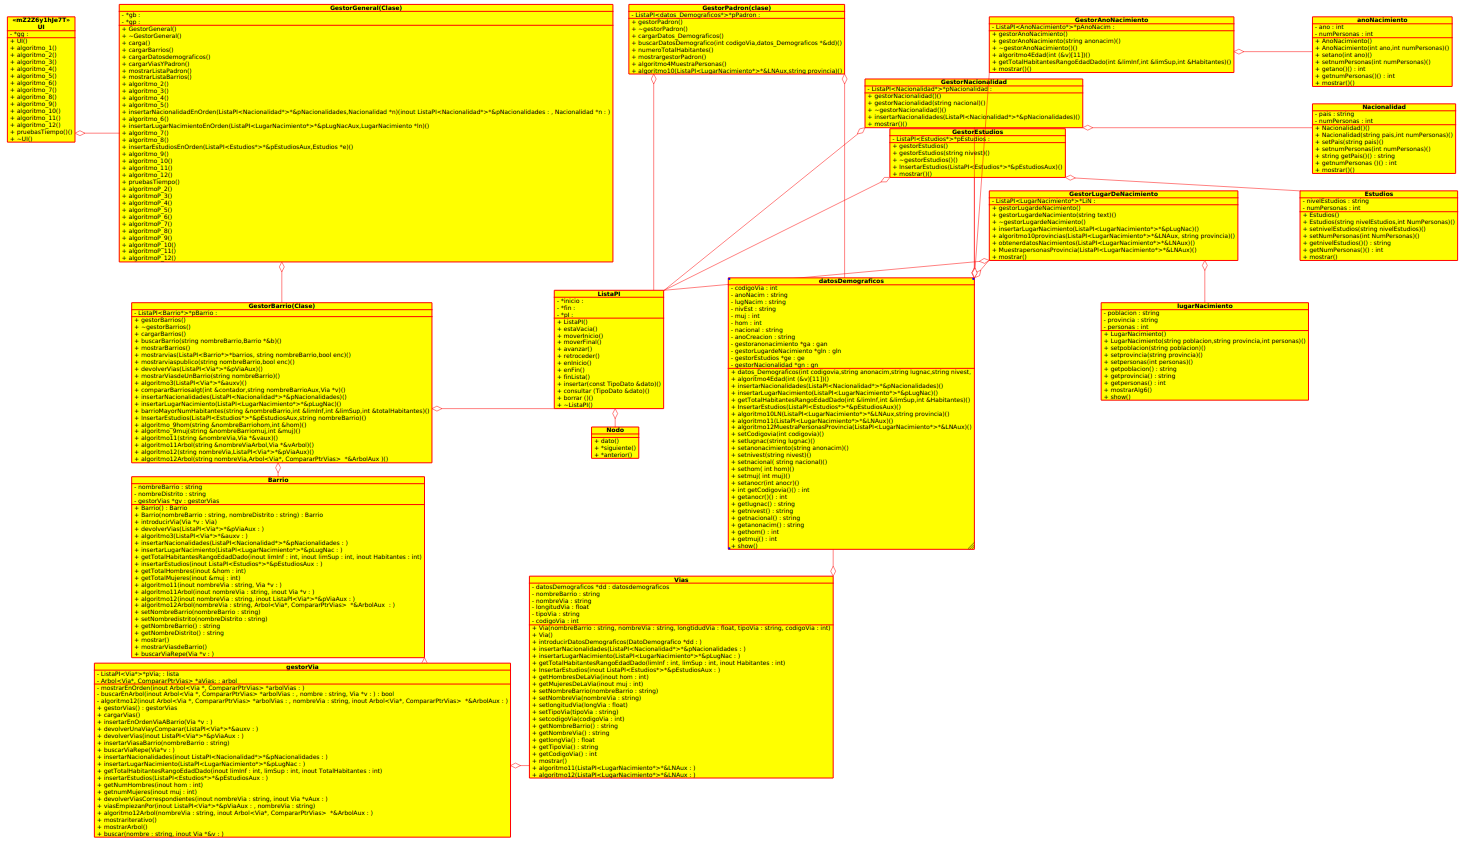 «mZ2Z6y1hJe7T»
UI
- *gg :
+ UI()
+ algoritmo_1()
+ algoritmo_2()
+ algoritmo_3()
+ algoritmo_4()
+ algoritmo_5()
+ algoritmo_6()
+ algoritmo_7()
+ algoritmo_8()
+ algoritmo_9()
+ algoritmo_10()
+ algoritmo_11()
+ algoritmo_12()
+ pruebasTiempo()()
+ ~UI()
GestorGeneral(Clase)
- *gb :
- *gp :
+ GestorGeneral()
+ ~GestorGeneral()
+ carga()
+ cargarBarrios()
+ cargarDatosdemograficos()
+ cargarViasYPadron()
+ mostrarListaPadron()
+ mostrarListaBarrios()
+ algoritmo_2()
+ algoritmo_3()
+ algoritmo_4()
+ algoritmo_5()
+ insertarNacionalidadEnOrden(ListaPI<Nacionalidad*>*&pNacionalidades,Nacionalidad *n)(inout ListaPI<Nacionalidad*>*&pNacionalidades : , Nacionalidad *n : )
+ algoritmo_6()
+ insertarLugarNacimientoEnOrden(ListaPI<LugarNacimiento*>*&pLugNacAux,LugarNacimiento *ln)()
+ algoritmo_7()
+ algoritmo_8()
+ insertarEstudiosEnOrden(ListaPI<Estudios*>*&pEstudiosAux,Estudios *e)()
+ algoritmo_9()
+ algoritmo_10()
+ algoritmo_11()
+ algoritmo_12()
+ pruebasTiempo()
+ algoritmoP_2()
+ algoritmoP_3()
+ algoritmoP_4()
+ algoritmoP_5()
+ algoritmoP_6()
+ algoritmoP_7()
+ algoritmoP_8()
+ algoritmoP_9()
+ algoritmoP_10()
+ algoritmoP_11()
+ algoritmoP_12()
GestorPadron(clase)
- ListaPI<datos_Demograficos*>*pPadron :
+ gestorPadron()
+ ~gestorPadron()
+ cargarDatos_Demograficos()
+ buscarDatosDemografico(int codigoVia,datos_Demograficos *&dd)()
+ numeroTotalHabitantes()
+ mostrargestorPadron()
+ algoritmo4MuestraPersonas()
+ algoritmo10(ListaPI<LugarNacimiento*>*&LNAux,string provincia)()
GestorAnoNacimiento
- ListaPI<AnoNacimiento*>*pAnoNacim :
+ gestorAnoNacimiento()
+ gestorAnoNacimiento(string anonacim)()
+ ~gestorAnoNacimiento()()
+ algoritmo4Edad(int (&v)[11])()
+ getTotalHabitantesRangoEdadDado(int &limInf,int &limSup,int &Habitantes)()
+ mostrar()()
anoNacimiento
- ano : int
- numPersonas : int
+ AnoNacimiento()
+ AnoNacimiento(int ano,int numPersonas)()
+ setano(int ano)()
+ setnumPersonas(int numPersonas)()
+ getano()() : int
+ getnumPersonas()() : int
+ mostrar()()
GestorNacionalidad
- ListaPI<Nacionalidad*>*pNacionalidad :
+ gestorNacionalidad()()
+ gestorNacionalidad(string nacional)()
+ ~gestorNacionalidad()()
+ insertarNacionalidades(ListaPI<Nacionalidad*>*&pNacionalidades)()
+ mostrar()()
Nacionalidad
- pais : string
- numPersonas : int
+ Nacionalidad()()
+ Nacionalidad(string pais,int numPersonas)()
+ setPais(string pais)()
+ setnumPersonas(int numPersonas)()
+ string getPais()() : string
+ getnumPersonas ()() : int
+ mostrar()()
GestorEstudios
- ListaPI<Estudios*>*pEstudios :
+ gestorEstudios()
+ gestorEstudios(string nivest)()
+ ~gestorEstudios()()
+ InsertarEstudios(ListaPI<Estudios*>*&pEstudiosAux)()
+ mostrar()()
Estudios
- nivelEstudios : string
- numPersonas : int
+ Estudios()
+ Estudios(string nivelEstudios,int NumPersonas)()
+ setnivelEstudios(string nivelEstudios)()
+ setNumPersonas(int NumPersonas)()
+ getnivelEstudios()() : string
+ getNumPersonas()() : int
+ mostrar()
GestorLugarDeNacimiento
- ListaPI<LugarNacimiento*>*LiN :
+ gestorLugardeNacimiento()
+ gestorLugardeNacimiento(string text)()
+ ~gestorLugardeNacimiento()
+ insertarLugarNacimiento(ListaPI<LugarNacimiento*>*&pLugNac)()
+ algoritmo10provincias(ListaPI<LugarNacimiento*>*&LNAux, string provincia)()
+ obtenerdatosNacimientos(ListaPI<LugarNacimiento*>*&LNAux)()
+ MuestrapersonasProvincia(ListaPI<LugarNacimiento*>*&LNAux)()
+ mostrar()
lugarNacimiento
- poblacion : string
- provincia : string
- personas : int
+ LugarNacimiento()
+ LugarNacimiento(string poblacion,string provincia,int personas)()
+ setpoblacion(string poblacion)()
+ setprovincia(string provincia)()
+ setpersonas(int personas)()
+ getpoblacion() : string
+ getprovincia() : string
+ getpersonas() : int
+ mostrarAlg6()
+ show()
GestorBarrio(Clase)
- ListaPI<Barrio*>*pBarrio :
+ gestorBarrios()
+ ~gestorBarrios()
+ cargarBarrios()
+ buscarBarrio(string nombreBarrio,Barrio *&b)()
+ mostrarBarrios()
+ mostrarvias(ListaPI<Barrio*>*barrios, string nombreBarrio,bool enc)()
+ mostrarviaspublico(string nombreBarrio,bool enc)()
+ devolverVias(ListaPI<Via*>*&pViaAux)()
+ mostrarViasdeUnBarrio(string nombreBarrio)()
+ algoritmo3(ListaPI<Via*>*&auxv)()
+ compararBarriosalgt(int &contador,string nombreBarrioAux,Via *v)()
+ insertarNacionalidades(ListaPI<Nacionalidad*>*&pNacionalidades)()
+ insertarLugarNacimiento(ListaPI<LugarNacimiento*>*&pLugNac)()
+ barrioMayorNumHabitantes(string &nombreBarrio,int &limInf,int &limSup,int &totalHabitantes)()
+ InsertarEstudios(ListaPI<Estudios*>*&pEstudiosAux,string nombreBarrio)()
+ algoritmo_9hom(string &nombreBarriohom,int &hom)()
+ algoritmo_9muj(string &nombreBarriomuj,int &muj)()
+ algoritmo11(string &nombreVia,Via *&vaux)()
+ algoritmo11Arbol(string &nombreViaArbol,Via *&vArbol)()
+ algoritmo12(string nombreVia,ListaPI<Via*>*&pViaAux)()
+ algoritmo12Arbol(string nombreVia,Arbol<Via*, CompararPtrVias> *&ArbolAux )()
ListaPI
- *inicio :
- *fin :
- *pI :
+ ListaPI()
+ estaVacia()
+ moverInicio()
+ moverFinal()
+ avanzar()
+ retroceder()
+ enInicio()
+ enFin()
+ finLista()
+ insertar(const TipoDato &dato)()
+ consultar (TipoDato &dato)()
+ borrar ()()
+ ~ListaPI()
Nodo
+ dato()
+ *siguiente()
+ *anterior()
datosDemograficos
- codigoVia : int
- anoNacim : string
- lugNacim : string
- nivEst : string
- muj : int
- hom : int
- nacional : string
- anoCreacion : string
- gestoranonacimiento *ga : gan
- gestorLugardeNacimiento *gln : gln
- gestorEstudios *ge : ge
- gestorNacionalidad *gn : gn
+ datos_Demograficos(int codigovia,string anonacim,string lugnac,string nivest,
+ algoritmo4Edad(int (&v)[11])()
+ insertarNacionalidades(ListaPI<Nacionalidad*>*&pNacionalidades)()
+ insertarLugarNacimiento(ListaPI<LugarNacimiento*>*&pLugNac)()
+ getTotalHabitantesRangoEdadDado(int &limInf,int &limSup,int &Habitantes)()
+ InsertarEstudios(ListaPI<Estudios*>*&pEstudiosAux)()
+ algoritmo10LN(ListaPI<LugarNacimiento*>*&LNAux,string provincia)()
+ algoritmo11(ListaPI<LugarNacimiento*>*&LNAux)()
+ algoritmo12MuestraPersonasProvincia(ListaPI<LugarNacimiento*>*&LNAux)()
+ setCodigovia(int codigovia)()
+ setlugnac(string lugnac)()
+ setanonacimiento(string anonacim)()
+ setnivest(string nivest)()
+ setnacional( string nacional)()
+ sethom( int hom)()
+ setmuj( int muj)()
+ setanocr(int anocr)()
+ int getCodigovia()() : int
+ getanocr()() : int
+ getlugnac() : string
+ getnivest() : string
+ getnacional() : string
+ getanonacim() : string
+ gethom() : int
+ getmuj() : int
+ show()
Barrio
- nombreBarrio : string
- nombreDistrito : string
- gestorVias *gv : gestorVias
+ Barrio() : Barrio
+ Barrio(nombreBarrio : string, nombreDistrito : string) : Barrio
+ introducirVia(Via *v : Via)
+ devolverVias(ListaPI<Via*>*&pViaAux : )
+ algoritmo3(ListaPI<Via*>*&auxv : )
+ insertarNacionalidades(ListaPI<Nacionalidad*>*&pNacionalidades : )
+ insertarLugarNacimiento(ListaPI<LugarNacimiento*>*&pLugNac : )
+ getTotalHabitantesRangoEdadDado(inout limInf : int, inout limSup : int, inout Habitantes : int)
+ insertarEstudios(inout ListaPI<Estudios*>*&pEstudiosAux : )
+ getTotalHombres(inout &hom : int)
+ getTotalMujeres(inout &muj : int)
+ algoritmo11(inout nombreVia : string, Via *v : )
+ algoritmo11Arbol(inout nombreVia : string, inout Via *v : )
+ algoritmo12(inout nombreVia : string, inout ListaPI<Via*>*&pViaAux : )
+ algoritmo12Arbol(nombreVia : string, Arbol<Via*, CompararPtrVias> *&ArbolAux : )
+ setNombreBarrio(nombreBarrio : string)
+ setNombredistrito(nombreDistrito : string)
+ getNombreBarrio() : string
+ getNombreDistrito() : string
+ mostrar()
+ mostrarViasdeBarrio()
+ buscarViaRepe(Via *v : )
Vias
- datosDemograficos *dd : datosdemograficos
- nombreBarrio : string
- nombreVia : string
- longitudVia : float
- tipoVia : string
- codigoVia : int
+ Via(nombreBarrio : string, nombreVia : string, longtidudVia : float, tipoVia : string, codigoVia : int)
+ Via()
+ introducirDatosDemograficos(DatoDemografico *dd : )
+ insertarNacionalidades(ListaPI<Nacionalidad*>*&pNacionalidades : )
+ insertarLugarNacimiento(ListaPI<LugarNacimiento*>*&pLugNac : )
+ getTotalHabitantesRangoEdadDado(limInf : int, limSup : int, inout Habitantes : int)
+ InsertarEstudios(inout ListaPI<Estudios*>*&pEstudiosAux : )
+ getHombresDeLaVia(inout hom : int)
+ getMujeresDeLaVia(inout muj : int)
+ setNombreBarrio(nombreBarrio : string)
+ setNombreVia(nombreVia : string)
+ setlongitudVia(longVia : float)
+ setTipoVia(tipoVia : string)
+ setcodigoVia(codigoVia : int)
+ getNombreBarrio() : string
+ getNombreVia() : string
+ getlongVia() : float
+ getTipoVia() : string
+ getCodigoVia() : int
+ mostrar()
+ algoritmo11(ListaPI<LugarNacimiento*>*&LNAux : )
+ algoritmo12(ListaPI<LugarNacimiento*>*&LNAux : )
gestorVia
- ListaPI<Via*>*pVia; : lista
- Arbol<Via*, CompararPtrVias> *aVias; : arbol
- mostrarEnOrden(inout Arbol<Via *, CompararPtrVias> *arbolVias : )
- buscarEnArbol(inout Arbol<Via *, CompararPtrVias> *arbolVias : , nombre : string, Via *v : ) : bool
- algoritmo12(inout Arbol<Via *, CompararPtrVias> *arbolVias : , nombreVia : string, inout Arbol<Via*, CompararPtrVias> *&ArbolAux : )
+ gestorVias() : gestorVias
+ cargarVias()
+ insertarEnOrdenViaABarrio(Via *v : )
+ devolverUnaViayComparar(ListaPI<Via*>*&auxv : )
+ devolverVias(inout ListaPI<Via*>*&pViaAux : )
+ insertarViasaBarrio(nombreBarrio : string)
+ buscarViaRepe(Via*v : )
+ insertarNacionalidades(inout ListaPI<Nacionalidad*>*&pNacionalidades : )
+ insertarLugarNacimiento(ListaPI<LugarNacimiento*>*&pLugNac : )
+ getTotalHabitantesRangoEdadDado(inout limInf : int, limSup : int, inout TotalHabitantes : int)
+ insertarEstudios(ListaPI<Estudios*>*&pEstudiosAux : )
+ getNumHombres(inout hom : int)
+ getnumMujeres(inout muj : int)
+ devolverViasCorrespondientes(inout nombreVia : string, inout Via *vAux : )
+ viasEmpiezanPor(inout ListaPI<Via*>*&pViaAux : , nombreVia : string)
+ algoritmo12Arbol(nombreVia : string, inout Arbol<Via*, CompararPtrVias> *&ArbolAux : )
+ mostrariterativo()
+ mostrarArbol()
+ buscar(nombre : string, inout Via *&v : )